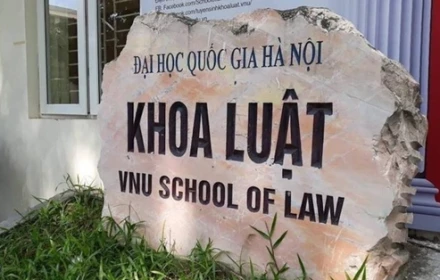 ĐẠI HỌC QUỐC GIA HÀ NỘI
KHOA LUẬT
VNU SCHOOL OF LAW